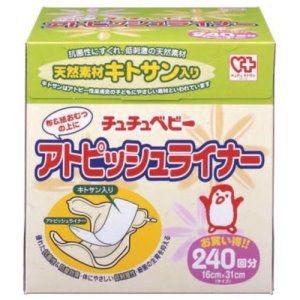 抗菌性にすぐれ、低刺激の天然素材
天然素材キトサン入り
キトサンはアトピー性皮膚炎の子どもにやさしい素材といわれています
布&紙おむつの上に
チュチュベビー
アトピッシュライナー
キトサン入り
アトピッシュライナー
お買い得!!
240回分
16cm×31cm